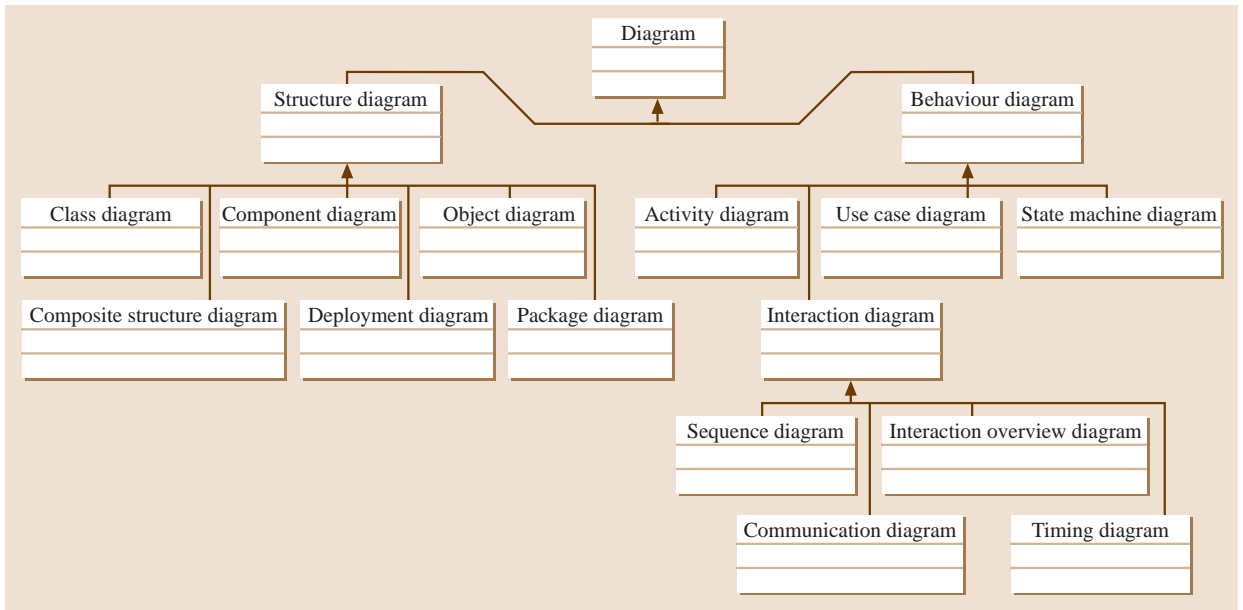 Diagram
Structure diagram
Behaviour diagram
Class diagram
Component diagram
Object diagram
Activity diagram
Use case diagram
State machine diagram
Composite structure diagram
Deployment diagram
Package diagram
Interaction diagram
Sequence diagram
Interaction overview diagram
Communication diagram
Timing diagram